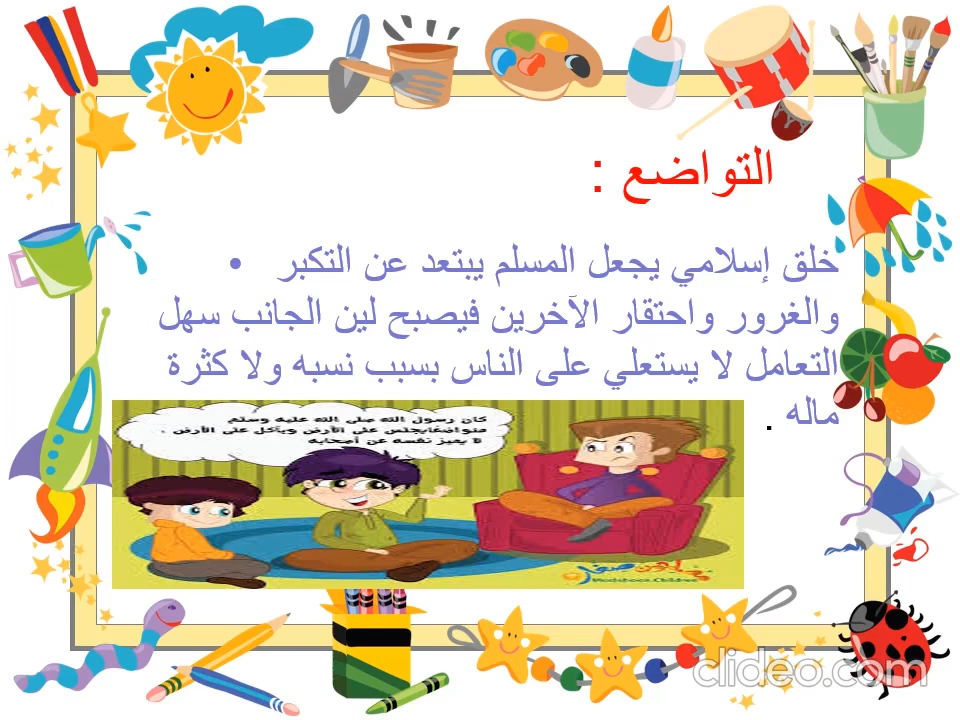 التواضع :
• خلق إسلامي يجعل المسلم يبتعد عن التكبر
والغرور واحتقار الآخرين فيصبح لين الجانب سهل
التعامل لا يستعلي على الناس بسبب نسبه ولا كثرة
ماله .
كان رسول الله صلى الله عليه وسلم
متواضعا يجلس على الأرض ويأكل على الأرض .
لا يميز نفسه عن أصحابه
clideo.com